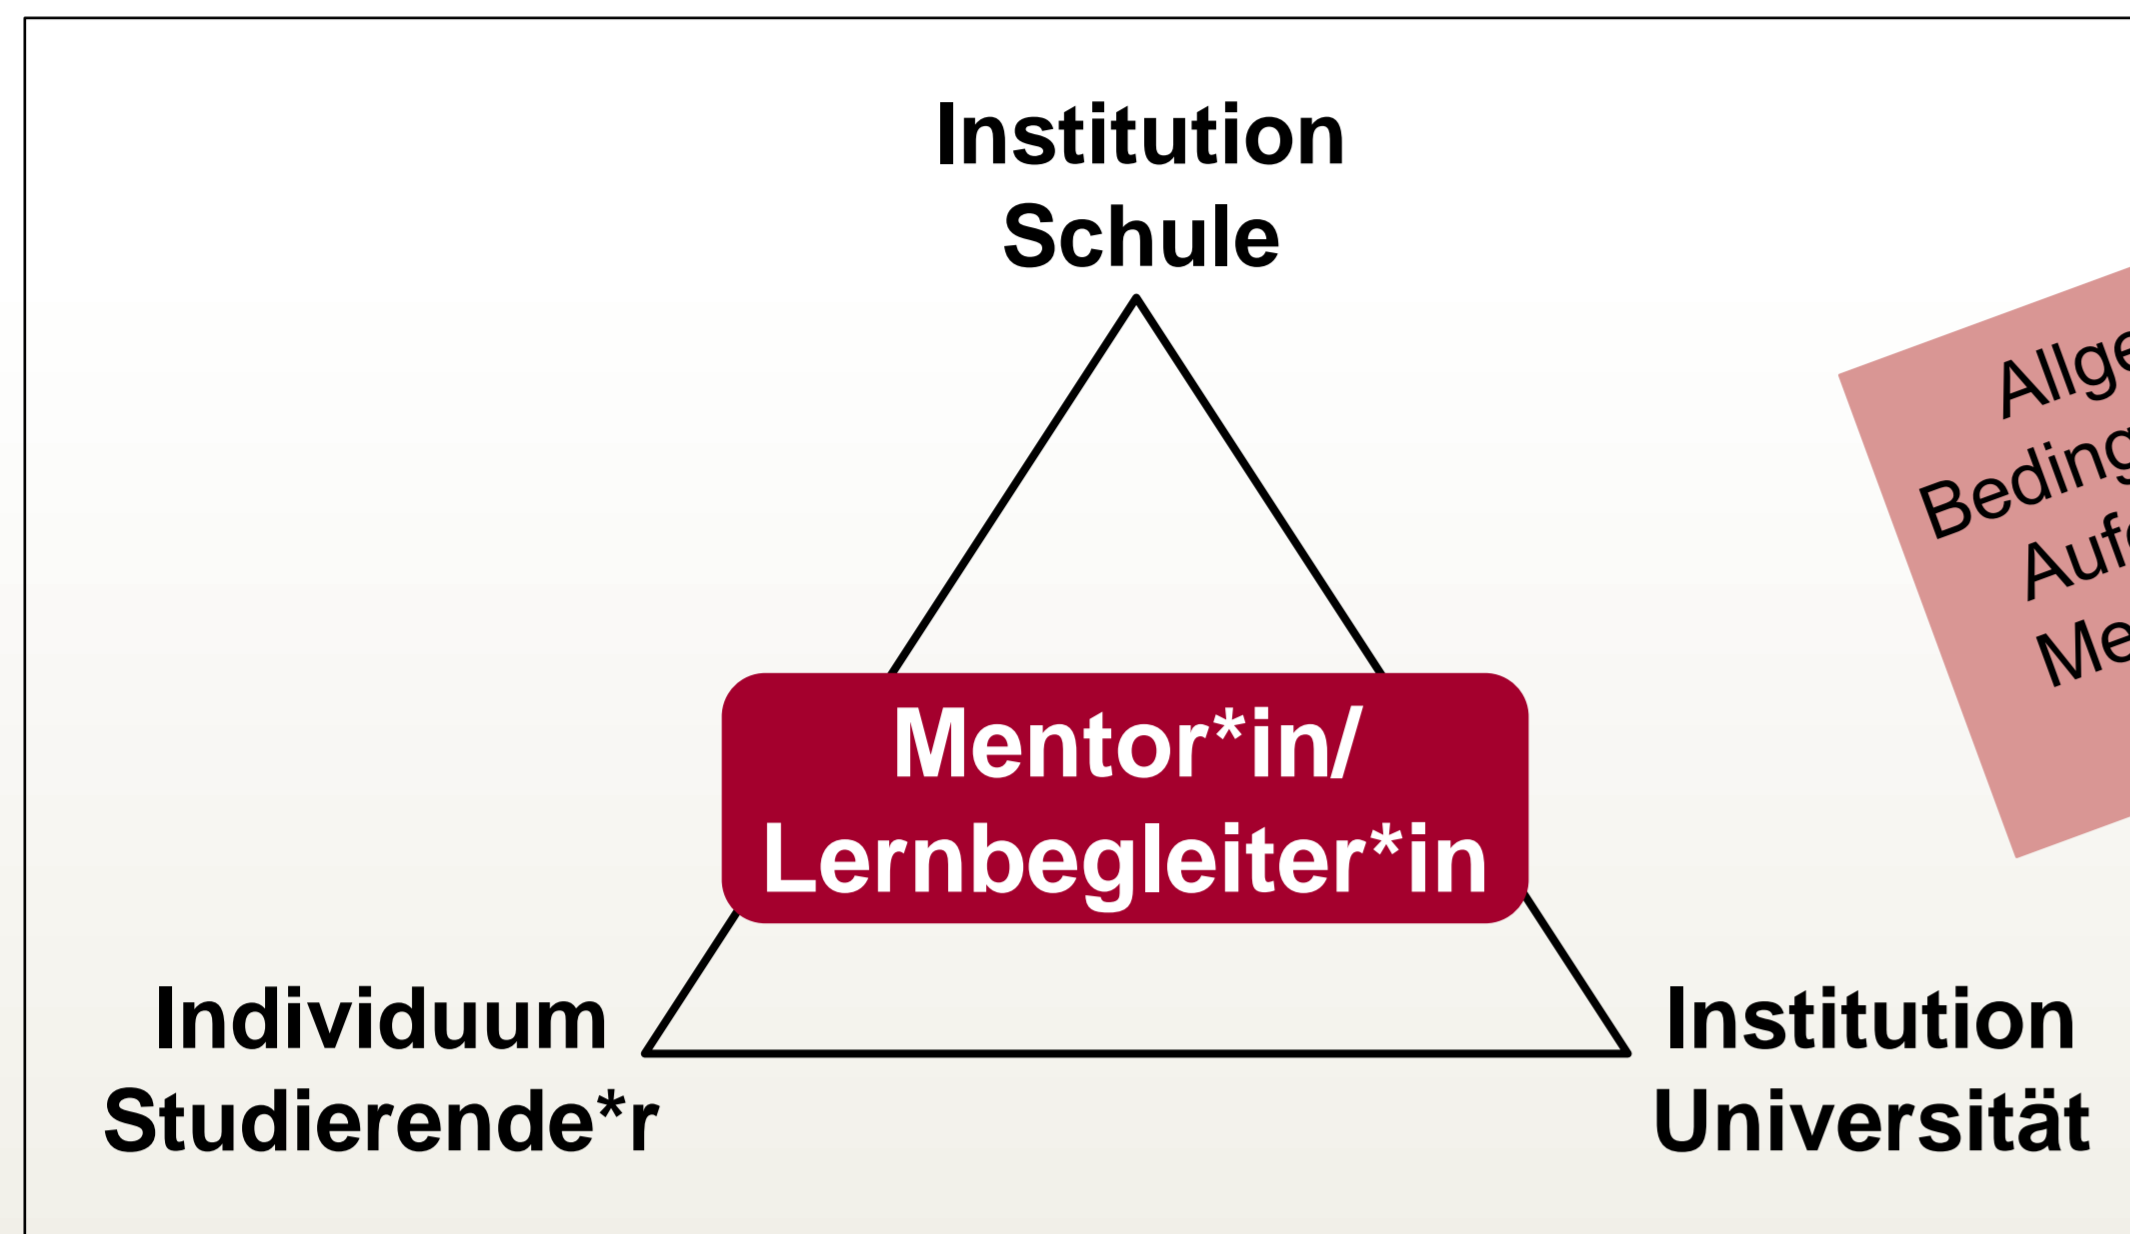 Institution
Schule
Mentor*in/
Lernbegleiter*in
Individuum
Studierende*r
Institution
Universität